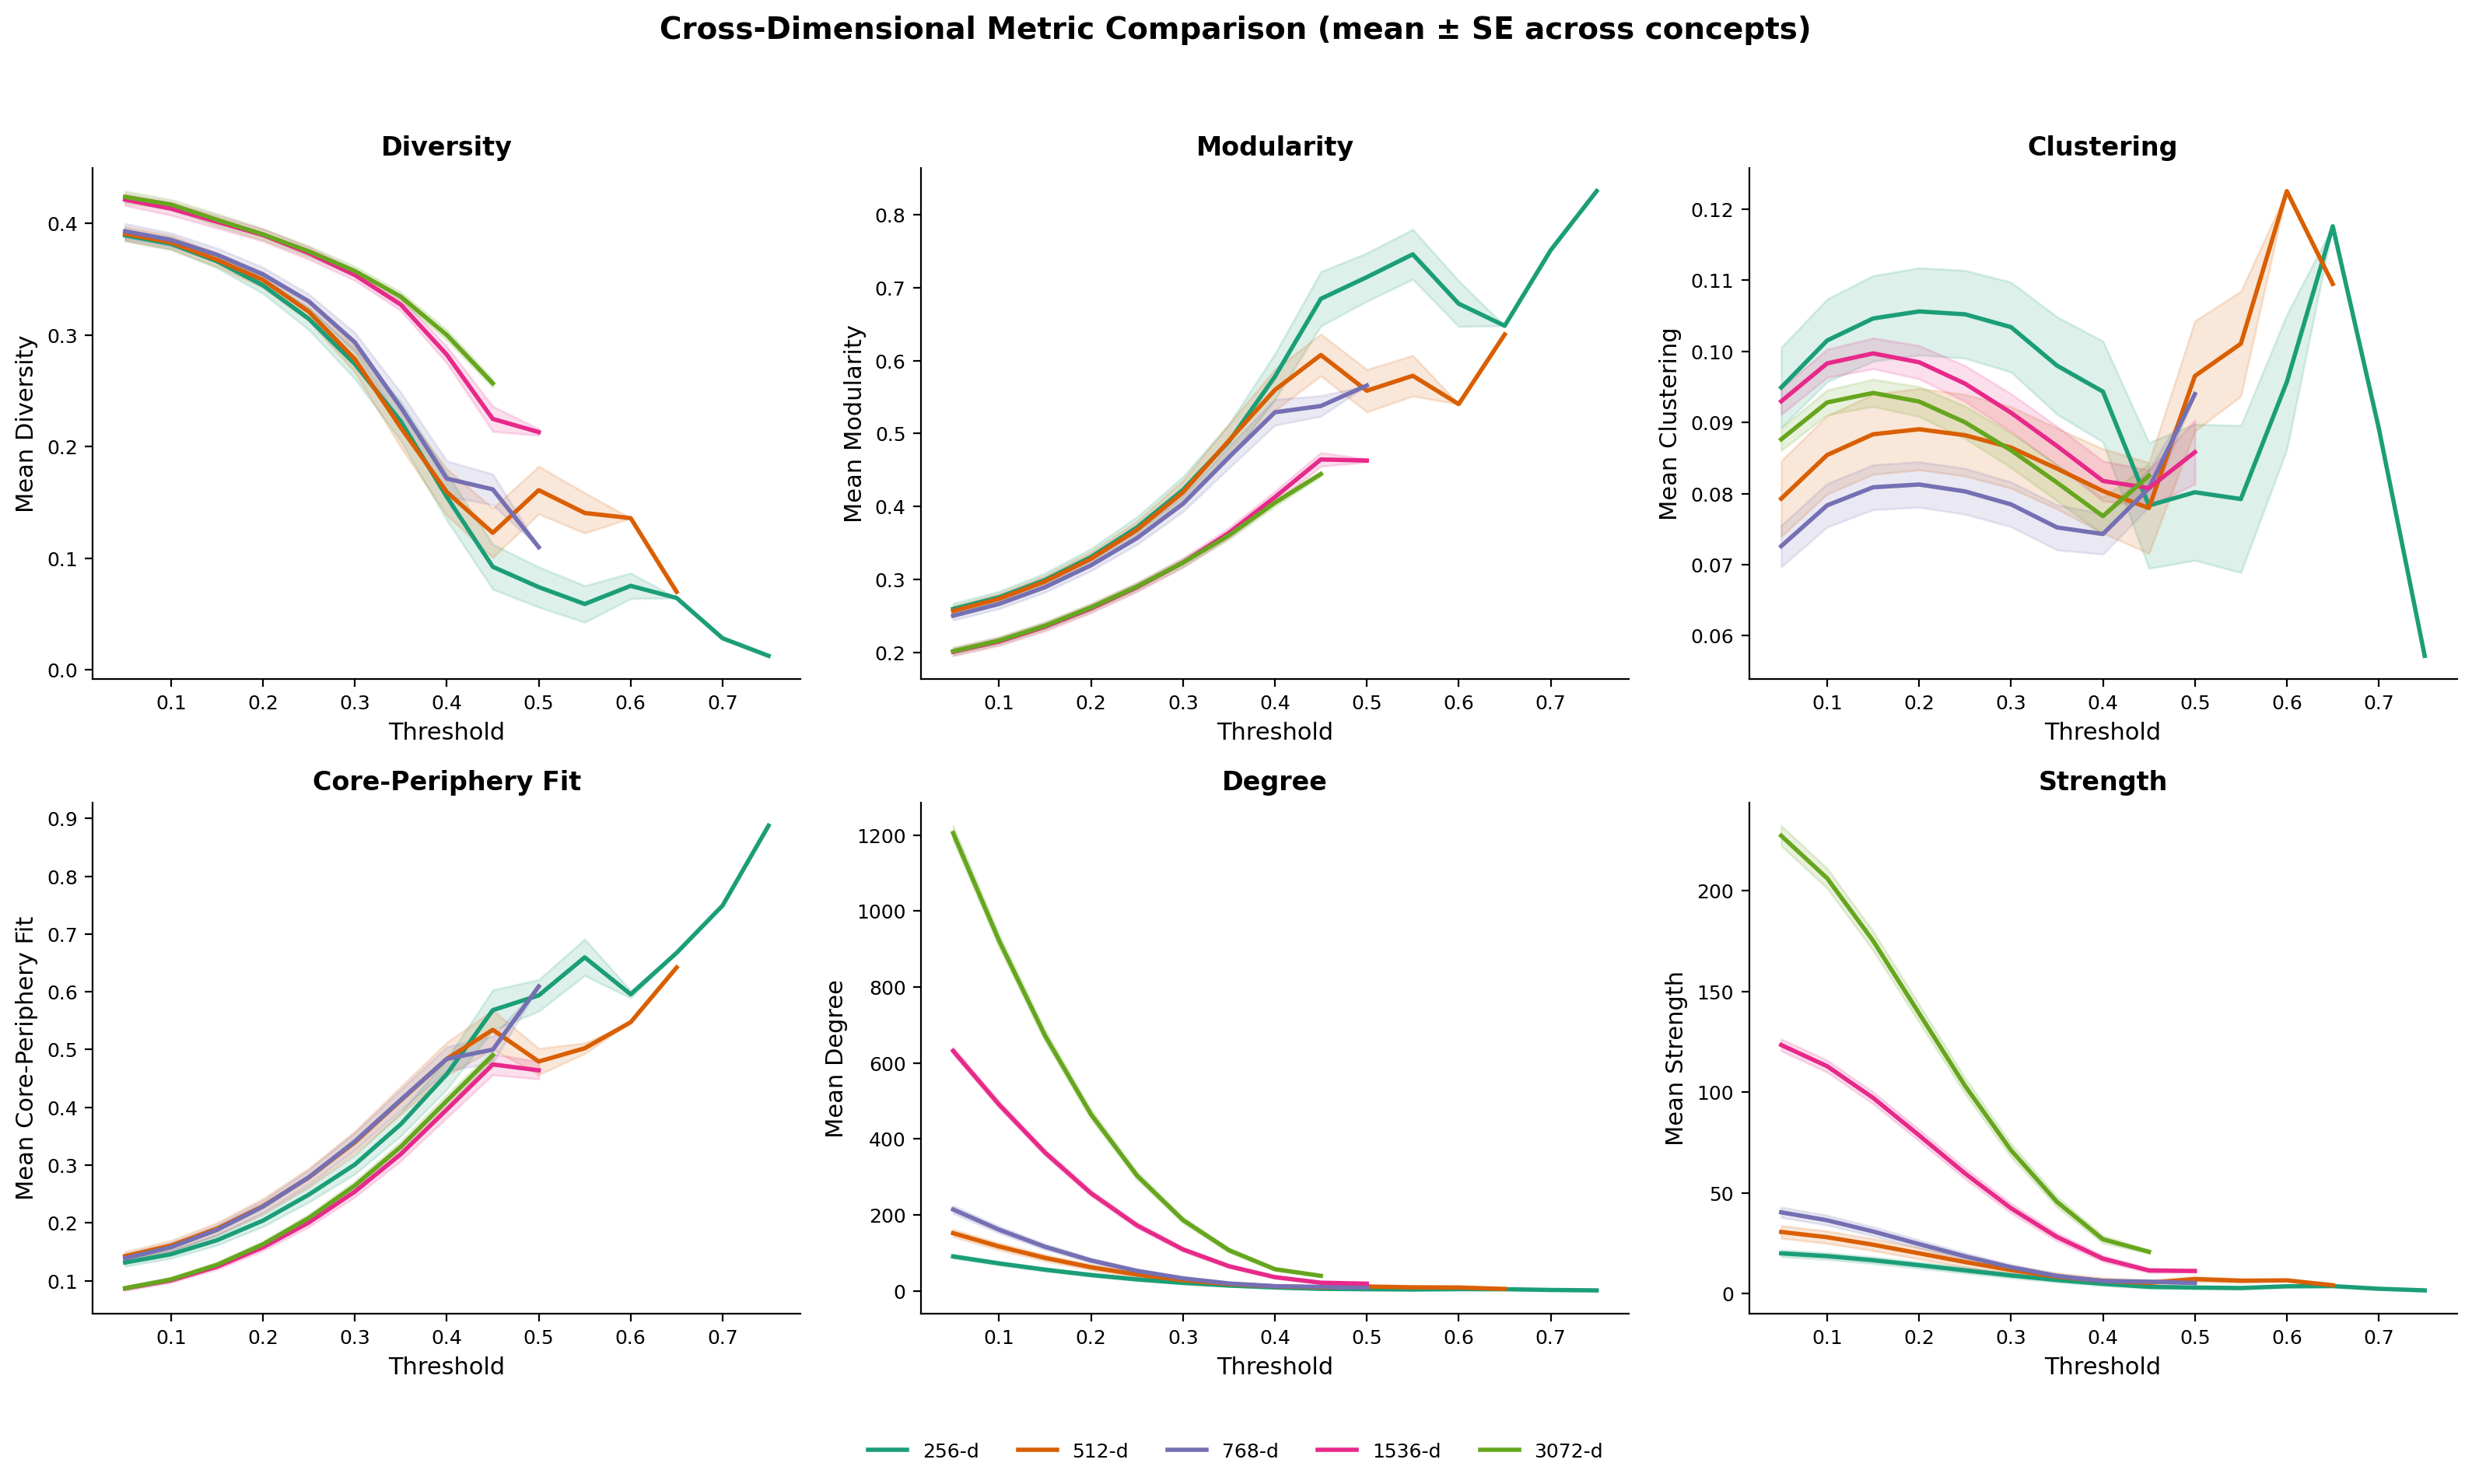 Cross-Dimensional Metric Comparison (mean ± SE across concepts)
Diversity
Mean Diversity
0.4
0.3
0.2
0.1
0.0
0.1 0.2 0.3 0.4 0.5 0.6 0.7
Threshold
Modularity
Mean Modularity
0.8
0.7
0.6
0.5
0.4
0.3
0.2
0.1 0.2 0.3 0.4 0.5 0.6 0.7
Threshold
Clustering
Mean Clustering
0.12
0.11
0.10
0.09
0.08
0.07
0.06
0.1 0.2 0.3 0.4 0.5 0.6 0.7
Threshold
Core-Periphery Fit
Mean Core-Periphery Fit
0.9
0.8
0.7
0.6
0.5
0.4
0.3
0.2
0.1
0.1 0.2 0.3 0.4 0.5 0.6 0.7
Threshold
Degree
Mean Degree
1200
1000
800
600
400
200
0
0.1 0.2 0.3 0.4 0.5 0.6 0.7
Threshold
Strength
Mean Strength
200
150
100
50
0
0.1 0.2 0.3 0.4 0.5 0.6 0.7
Threshold
256-d 512-d 768-d 1536-d 3072-d